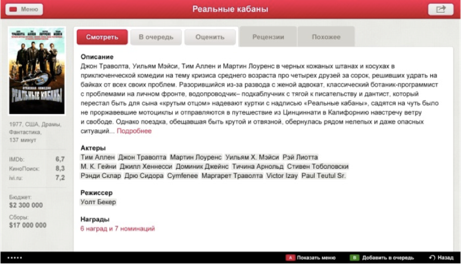 Меню
Реальные кабаны
Смотреть
В очередь
Оценить
Рецензии
Похожее
РЕАЛЬНЫЕ КАБАНЫ
1977, США, Драмы,
Фантастика,
137 минут
IMDb: 6,7
КиноПоиск: 8,3
ivi.ru: 7,2
Бюджет:
$2 300 000
Сборы:
$17 000 000
Описание
Джон Траволта, Уильям Мэйси, Тим Аллен и Мартин Лоуренс в черных кожаных штанах и косухах в
приключенческой комедии на тему кризиса среднего возраста про четырех друзей за сорок, решивших удрать на
байках от всех своих проблем. Разорившийся из-за развода с женой адвокат, классический ботаник-программист
с проблемами на личном фронте, водопроводчик– подкаблучник с тягой к писательству и дантист, который
перестал быть для сына «крутым отцом» надевают куртки с надписью «Реальные кабаны», садятся на чуть было
не проржавевшие мотоциклы и отправляются в путешествие из Цинциннати в Калифорнию навстречу ветру
и свободе. Однако поездка, обещавшая быть крутой и отвязной, обернулась рядом нелепых и даже опасных
ситуаций... Подробнее
Актеры
Тим Аллен Джон Траволта Мартин Лоуренс Уильям Х. Мэйси Рэй Лиотта
М. К. Гейни Джилл Хеннесси Доминик Джейнс Тичина Арнольд Стивен Тоболовски
Рэнди Склар Дрю Сидора Cymfenee Маргарет Траволта Victor Izay Paul Teutul Sr.
Режиссер
Уолт Бекер
Награды
6 наград и 7 номинаций
Показать меню
Добавить в очередь
Назад